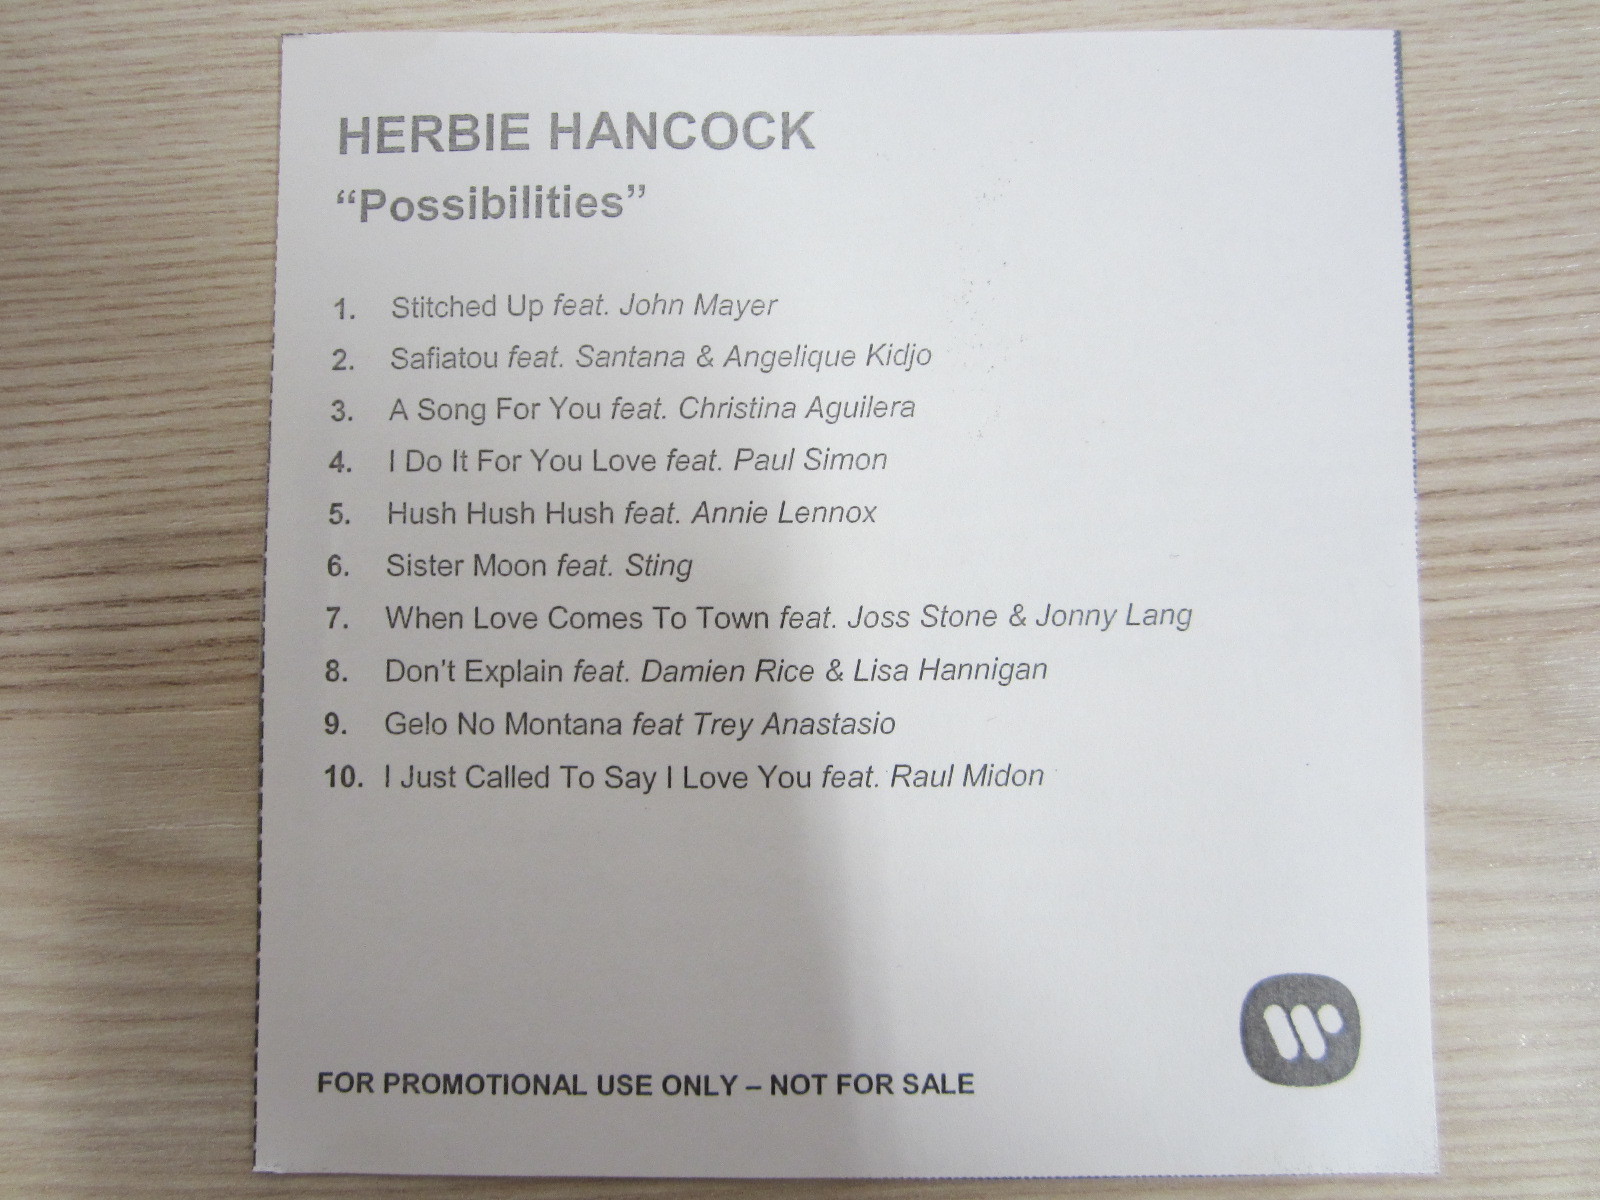 HERBIE HANCOCK
“Possibilities”
1. Stitched Up feat. John Mayer
2. Safiatou feat. Santana & Angelique Kidjo
3. A Song For You feat. Christina Aguilera
4. I Do It For You Love feat. Paul Simon
5. Hush Hush Hush feat. Annie Lennox
6. Sister Moon feat. Sting
7. When Love Comes To Town feat. Joss Stone & Jonny Lang
8. Don't Explain feat. Damien Rice & Lisa Hannigan
9. Gelo No Montana feat Trey Anastasio
10. I Just Called To Say I Love You feat. Raul Midon
FOR PROMOTIONAL USE ONLY – NOT FOR SALE